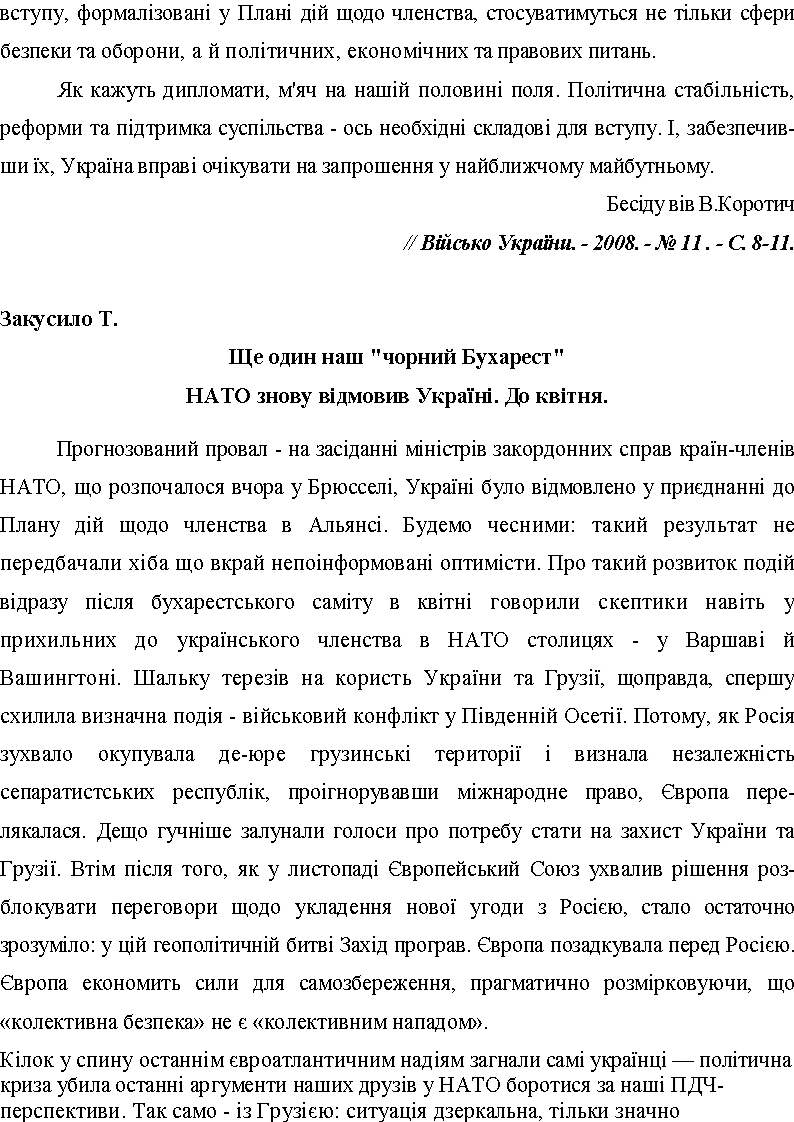 вступу, формалізовані у Плані дій щодо членства, стосуватимуться не тільки сфери
безпеки та оборони, а й політичних, економічних та правових питань.
Як кажуть дипломати, м'яч на нашій половині поля. Політична стабільність,
реформи та підтримка суспільства - ось необхідні складові для вступу. І, забезпечив-
ши їх, Україна вправі очікувати на запрошення у найближчому майбутньому.
Бесіду вів В.Коротич
// Військо України. - 2008. - № 11 . - С. 8-11.
Закусило Т.
Ще один наш "чорний Бухарест"
НАТО знову відмовив Україні. До квітня.
Прогнозований провал - на засіданні міністрів закордонних справ країн-членів
НАТО, що розпочалося вчора у Брюсселі, Україні було відмовлено у приєднанні до
Плану дій щодо членства в Альянсі. Будемо чесними: такий результат не
передбачали хіба що вкрай непоінформовані оптимісти. Про такий розвиток подій
відразу після бухарестського саміту в квітні говорили скептики навіть у
прихильних до українського членства в НАТО столицях - у Варшаві й
Вашингтоні. Шальку терезів на користь України та Грузії, щоправда, спершу
схилила визначна подія - військовий конфлікт у Південній Осетії. Потому, як Росія
зухвало окупувала де-юре грузинські території і визнала незалежність
сепаратистських республік, проігнорувавши міжнародне право, Європа пере-
лякалася. Дещо гучніше залунали голоси про потребу стати на захист України та
Грузії. Втім після того, як у листопаді Європейський Союз ухвалив рішення роз-
блокувати переговори щодо укладення нової угоди з Росією, стало остаточно
зрозуміло: у цій геополітичній битві Захід програв. Європа позадкувала перед Росією.
Європа економить сили для самозбереження, прагматично розмірковуючи, що
«колективна безпека» не є «колективним нападом».
Кілок у спину останнім євроатлантичним надіям загнали самі українці — політична
криза убила останні аргументи наших друзів у НАТО боротися за наші ПДЧ-
перспективи. Так само - із Грузією: ситуація дзеркальна, тільки значно